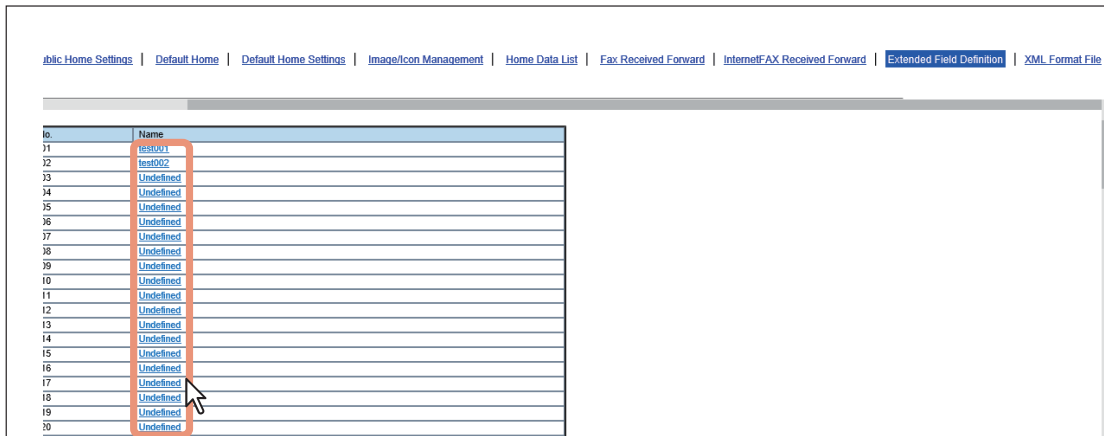 ublic Home Settings | Default Home | Default Home Settings | Image/Icon Management | Home Data List | Fax Received Forward | InternetFAX Received Forward | Extended Field Definition | XML Format File
No. Name
01 test001
02 test002
03 Undefined
04 Undefined
05 Undefined
06 Undefined
07 Undefined
08 Undefined
09 Undefined
10 Undefined
11 Undefined
12 Undefined
13 Undefined
14 Undefined
15 Undefined
16 Undefined
17 Undefined
18 Undefined
19 Undefined
20 Undefined